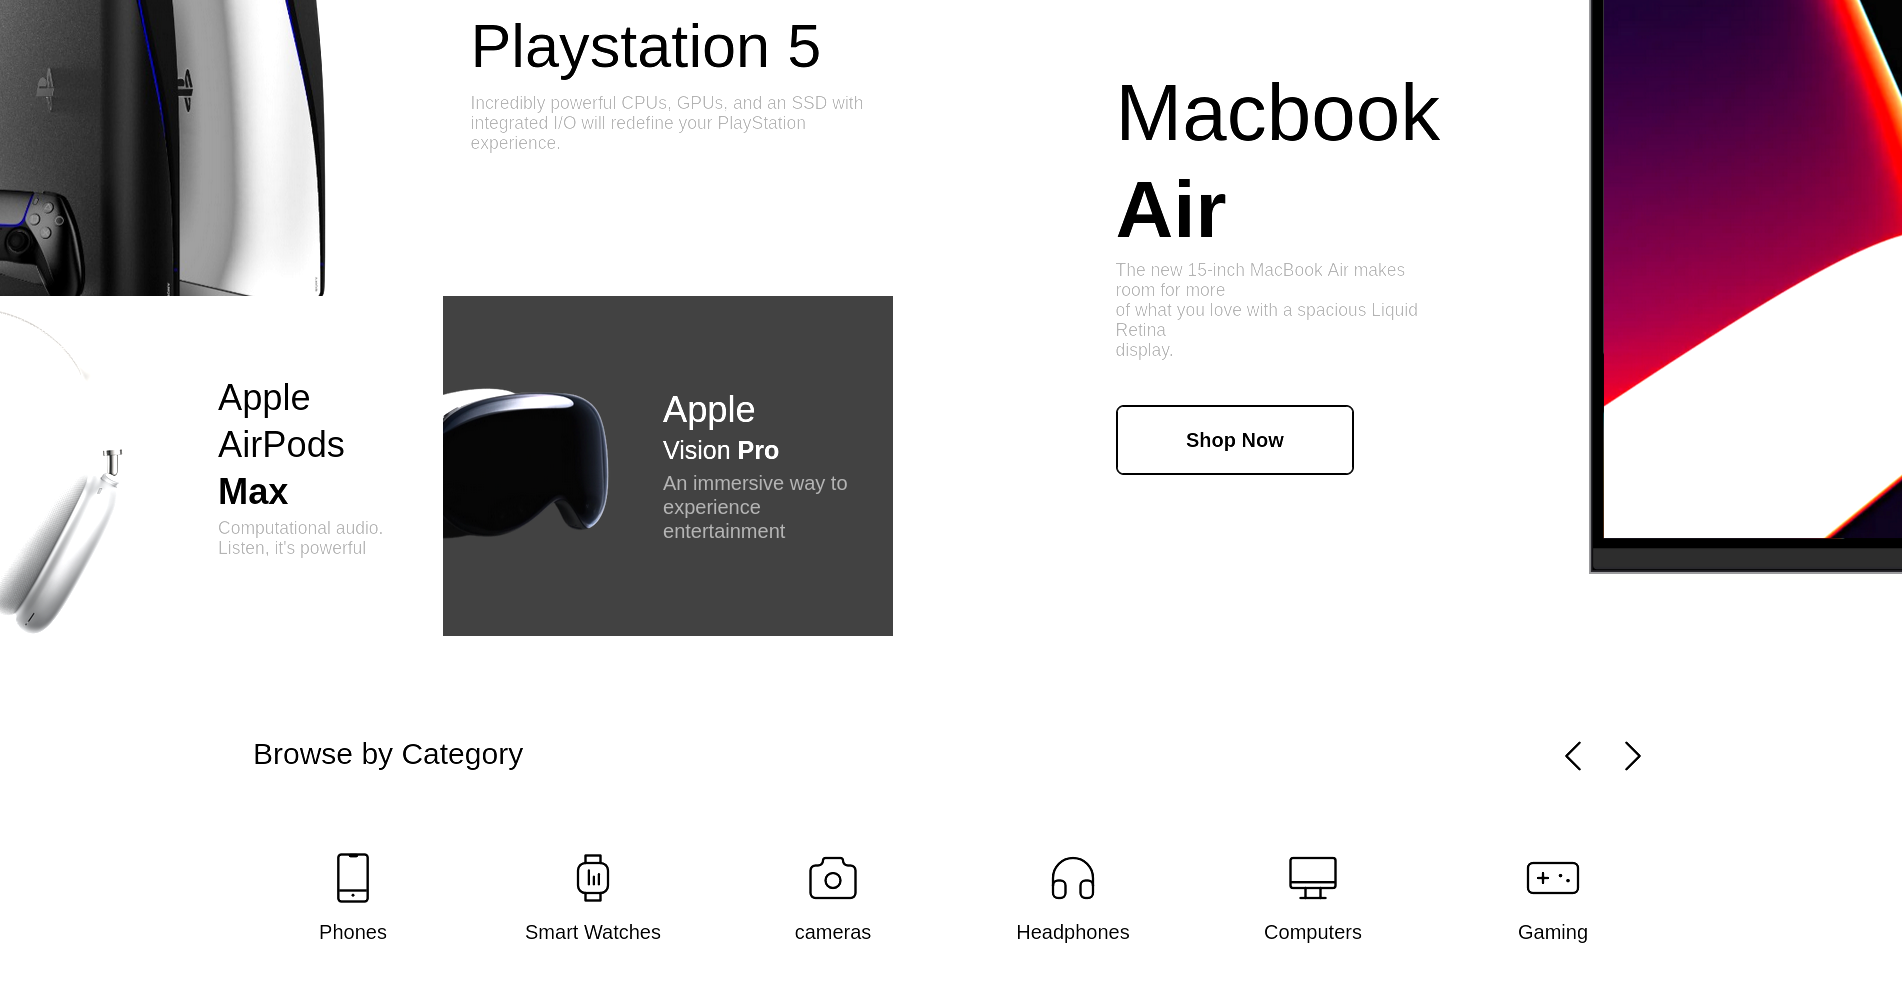 Playstation 5
Incredibly powerful CPUs, GPUs, and an SSD with
integrated I/O will redefine your PlayStation
experience.
Apple
AirPods
Max
Computational audio.
Listen, it's powerful
Apple
Vision Pro
An immersive way to
experience
entertainment
Macbook
Air
The new 15-inch MacBook Air makes
room for more
of what you love with a spacious Liquid
Retina
display.
Shop Now
Browse by Category
Phones
Smart Watches
cameras
Headphones
Computers
Gaming